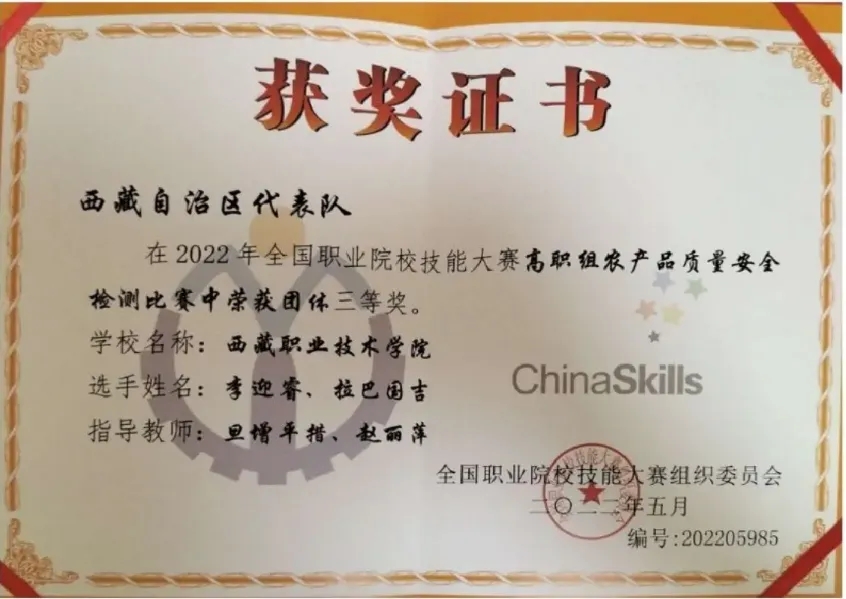 获奖证书
西藏自治区代表队
在2022年全国职业院校技能大赛高职组农产品质量安全
检测比赛中荣获团体三等奖。
学校名称：西藏职业技术学院
选手姓名：李迎睿、拉巴国吉
指导教师：旦增平措、赵丽萍
ChinaSkills
全国职业院校技能大赛组织委员会
二〇二二年五月
编号:202205985